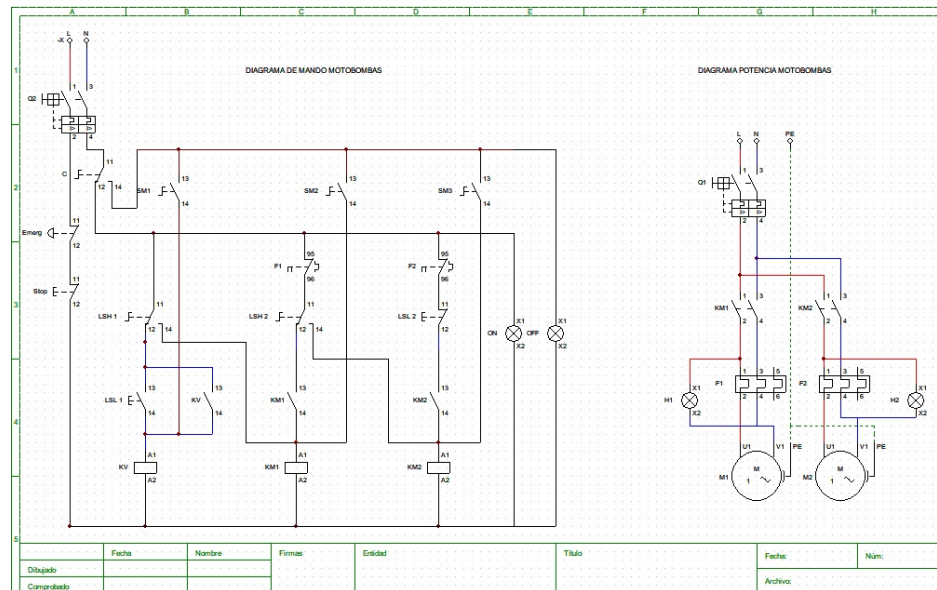 A B C D E F G H
1
2
3
4
5
DIAGRAMA DE MANDO MOTOBOMBAS
DIAGRAMA POTENCIA MOTOBOMBAS
-X L N
Q2 1 3
2 4
C 11
12 14
Emerg 11
12
Stop 11
12
SM1 13
14
SM2 13
14
SM3 13
14
F1 95
96
F2 95
96
LSH 1 11
12 14
LSH 2 11
12 14
LSL 2 11
12
ON X1
X2
OFF X1
X2
LSL 1 13
14
KV 13
14
KM1 13
14
KM2 13
14
KV A1
A2
KM1 A1
A2
KM2 A1
A2
L N PE
Q1 1 3
2 4
KM1 1 3
2 4
KM2 1 3
2 4
H1 X1
X2
F1 1 3 5
2 4 6
F2 1 3 5
2 4 6
H2 X1
X2
U1 V1 PE
M1 M
1
U1 V1 PE
M2 M
1
Fecha Nombre Firmas Entidad Título Fecha: Núm:
Dibujado
Archivo:
Comprobado